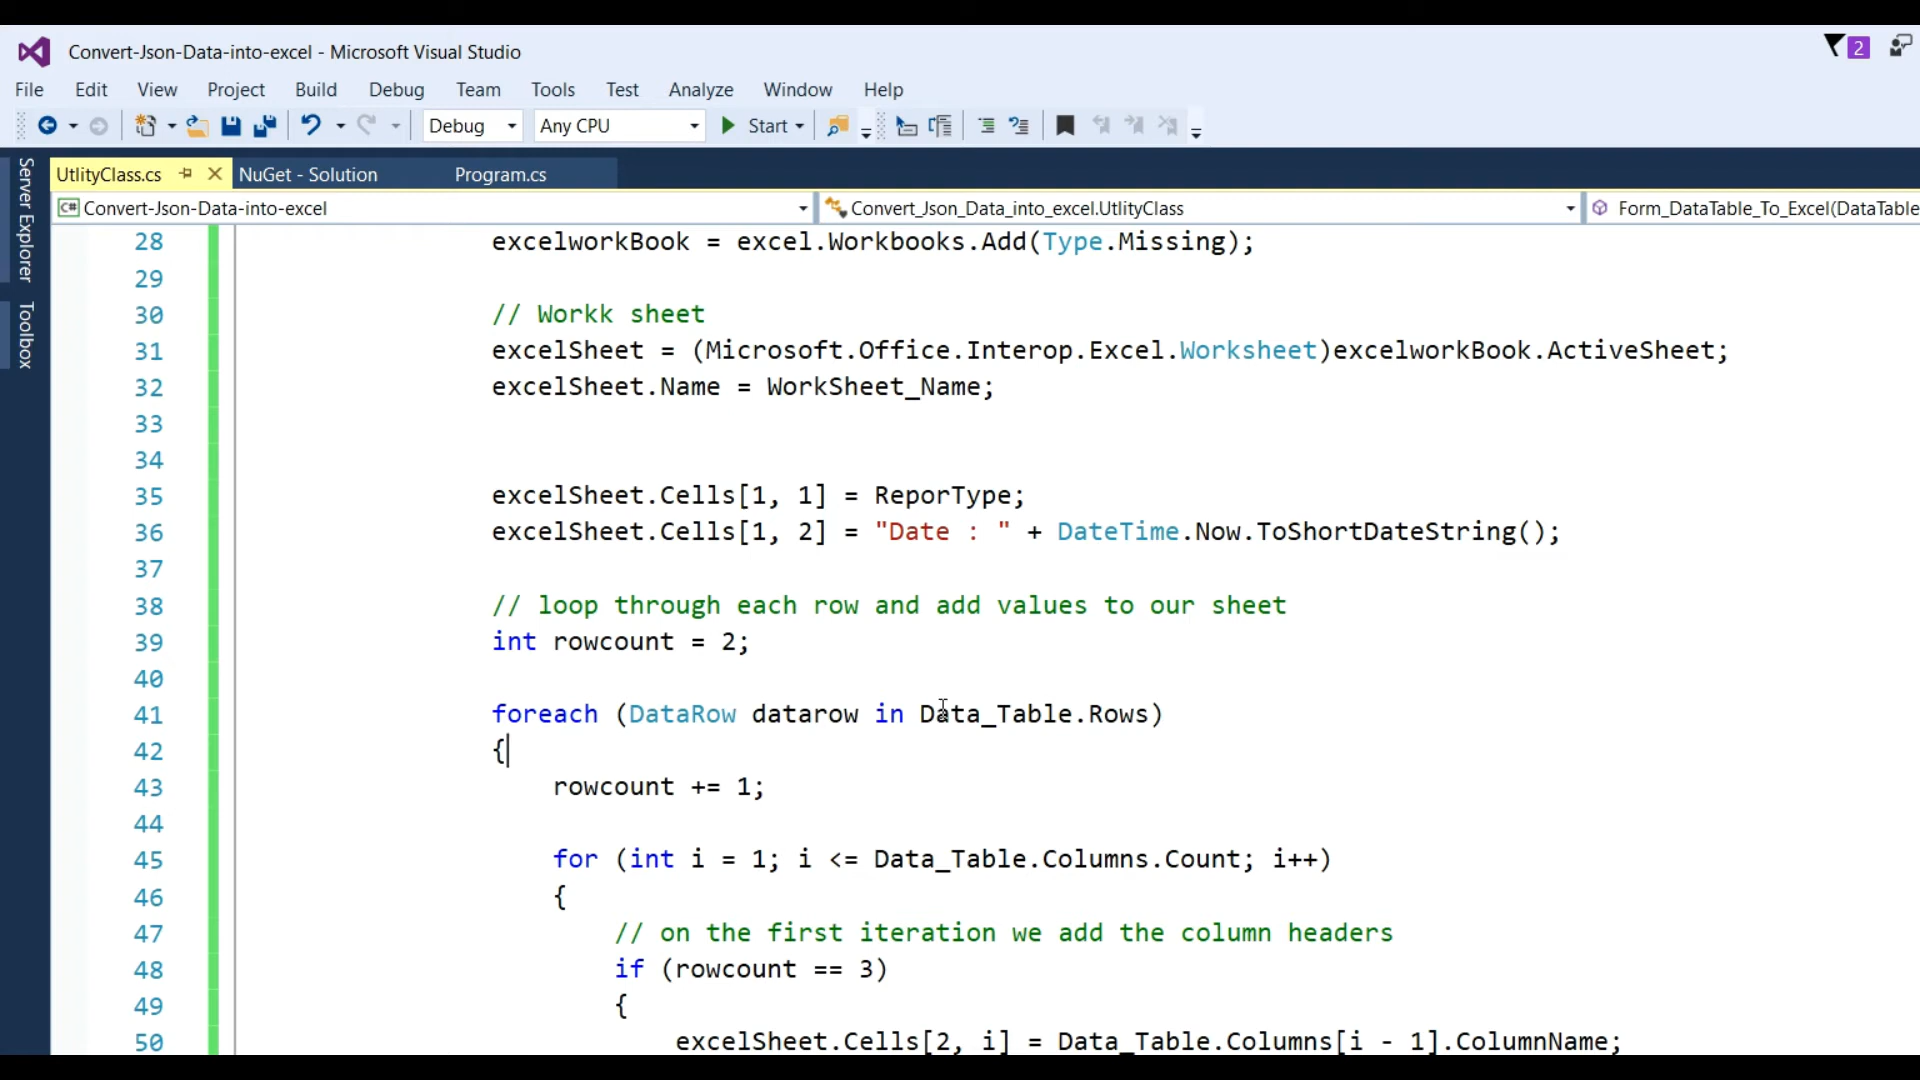 Convert-Json-Data-into-excel - Microsoft Visual Studio
2
File Edit View Project Build Debug Team Tools Test Analyze Window Help
Debug Any CPU Start
Server Explorer
Toolbox
UtlityClass.cs NuGet - Solution Program.cs
C# Convert-Json-Data-into-excel Convert_Json_Data_into_excel.UtlityClass Form_DataTable_To_Excel(DataTable
28 excelworkBook = excel.Workbooks.Add(Type.Missing);
29
30 // Workk sheet
31 excelSheet = (Microsoft.Office.Interop.Excel.Worksheet)excelworkBook.ActiveSheet;
32 excelSheet.Name = WorkSheet_Name;
33
34
35 excelSheet.Cells[1, 1] = ReporType;
36 excelSheet.Cells[1, 2] = "Date : " + DateTime.Now.ToShortDateString();
37
38 // loop through each row and add values to our sheet
39 int rowcount = 2;
40
41 foreach (DataRow datarow in Data_Table.Rows)
42 {
43 rowcount += 1;
44
45 for (int i = 1; i <= Data_Table.Columns.Count; i++)
46 {
47 // on the first iteration we add the column headers
48 if (rowcount == 3)
49 {
50 excelSheet.Cells[2, i] = Data_Table.Columns[i - 1].ColumnName;